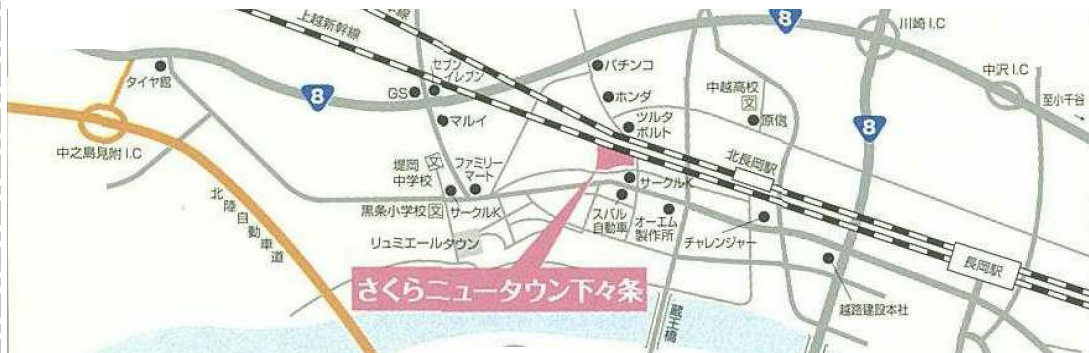 上越新幹線
線
8
川崎 I.C
中沢 I.C
至小千谷
タイヤ館
セブン
イレブン
GS
8
マルイ
パチンコ
ホンダ
ツルタ
ボルト
中越高校
文
原信
8
中之島見附 I.C
北陸自動車道
堤岡
中学校
文
ファミリー
マート
黒条小学校
文
サークルK
リュミエールタウン
サークルK
スバル
自動車
オーエム
製作所
北長岡駅
チャレンジャー
長岡駅
越路建設本社
さくらニュータウン下々条
蔵王橋